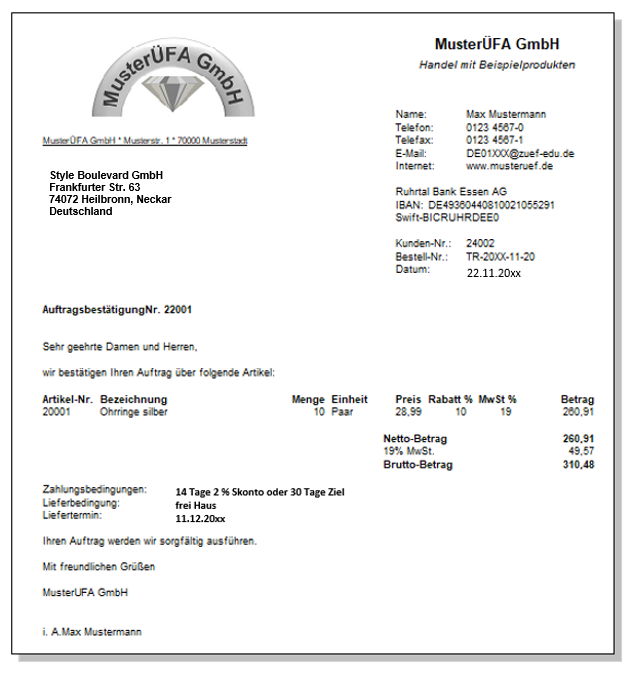 MusterÜFA GmbH
MusterÜFA GmbH
Handel mit Beispielprodukten
Name: Max Mustermann
Telefon: 0123 4567-0
Telefax: 0123 4567-1
E-Mail: DE01XXX@zuef-edu.de
Internet: www.musteruef.de
MusterÜFA GmbH * Musterstr. 1 * 70000 Musterstadt
Style Boulevard GmbH
Frankfurter Str. 63
74072 Heilbronn, Neckar
Deutschland
Ruhrtal Bank Essen AG
IBAN: DE49360440810021055291
Swift-BICRUHRDEE0
Kunden-Nr.: 24002
Bestell-Nr.: TR-20XX-11-20
Datum: 22.11.20xx
AuftragsbestätigungNr. 22001
Sehr geehrte Damen und Herren,
wir bestätigen Ihren Auftrag über folgende Artikel:
Artikel-Nr. Bezeichnung Menge Einheit Preis Rabatt % MwSt % Betrag
20001 Ohrringe silber 10 Paar 28,99 10 19 260,91
Netto-Betrag 260,91
19% MwSt. 49,57
Brutto-Betrag 310,48
Zahlungsbedingungen: 14 Tage 2 % Skonto oder 30 Tage Ziel
Lieferbedingung: frei Haus
Liefertermin: 11.12.20xx
Ihren Auftrag werden wir sorgfältig ausführen.
Mit freundlichen Grüßen
MusterUFA GmbH
i. A.Max Mustermann